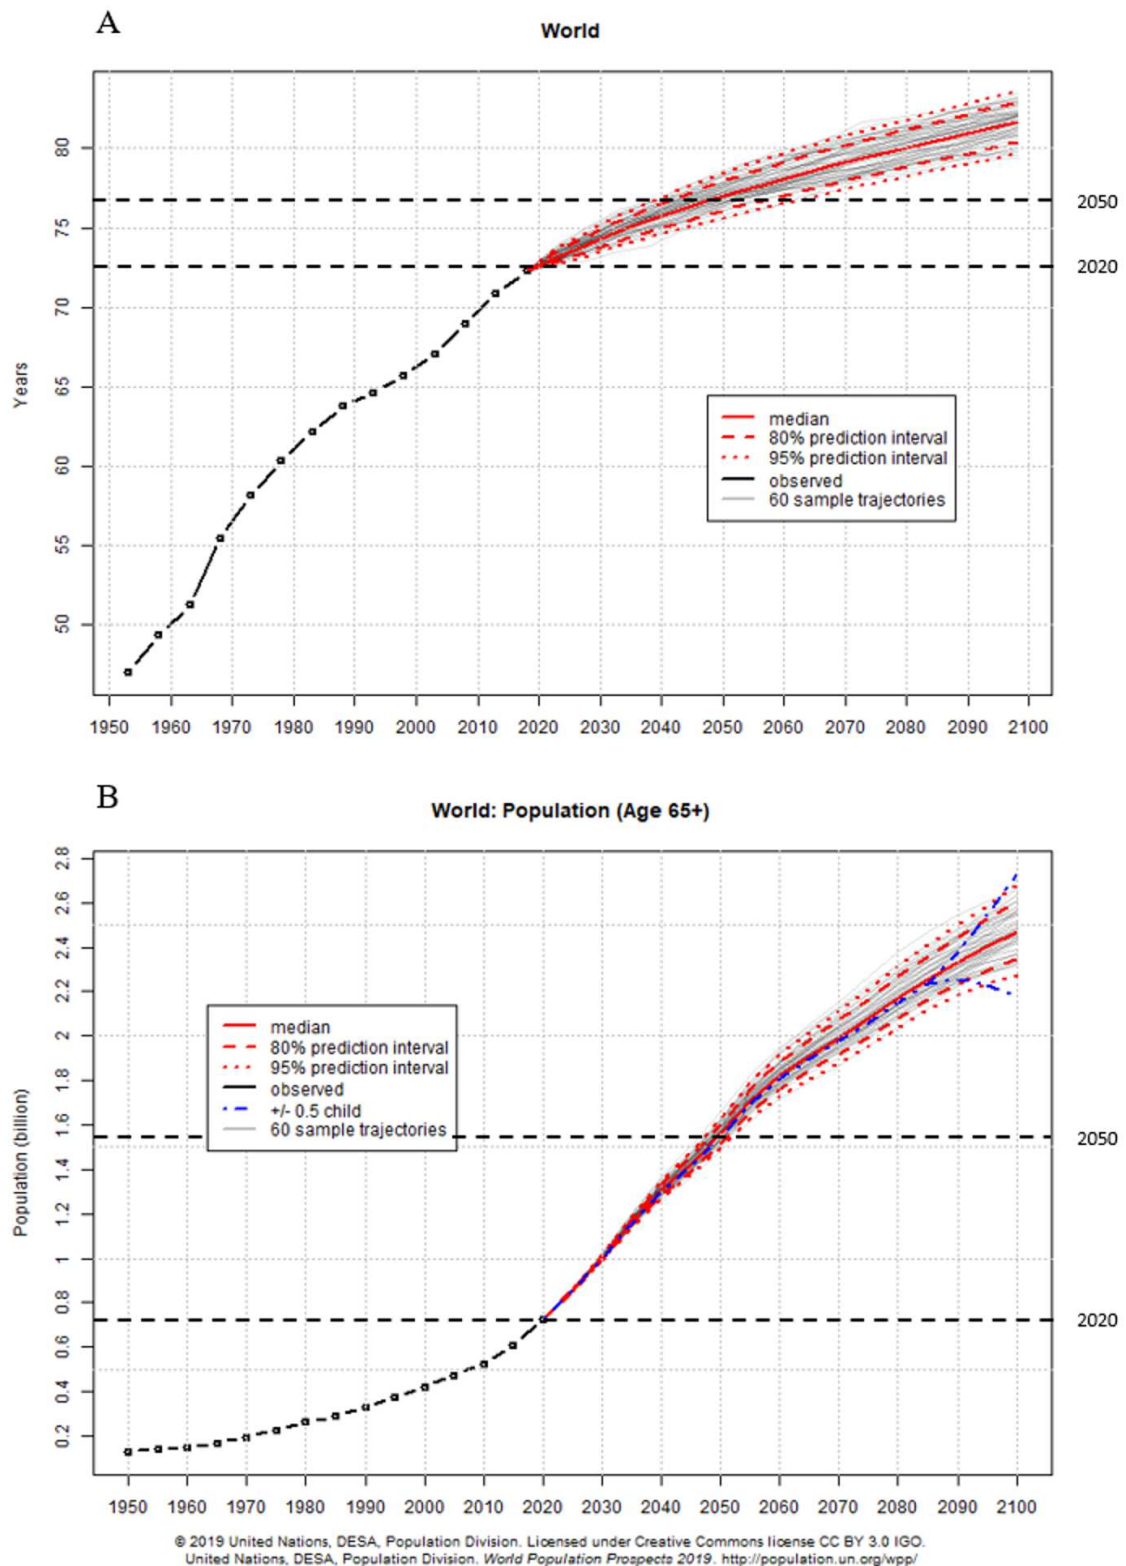 A
World
80
75
70
65
60
55
50
Years
2050
2020
median
80% prediction interval
95% prediction interval
observed
60 sample trajectories
1950 1960 1970 1980 1990 2000 2010 2020 2030 2040 2050 2060 2070 2080 2090 2100
B
World: Population (Age 65+)
2.8
2.6
2.4
2.2
2
1.8
1.6
1.4
1.2
1
0.8
0.6
0.4
0.2
Population (billion)
median
80% prediction interval
95% prediction interval
observed
+/- 0.5 child
60 sample trajectories
2050
2020
1950 1960 1970 1980 1990 2000 2010 2020 2030 2040 2050 2060 2070 2080 2090 2100
© 2019 United Nations, DESA, Population Division. Licensed under Creative Commons license CC BY 3.0 IGO.
United Nations, DESA, Population Division. World Population Prospects 2019. http://population.un.org/wpp/